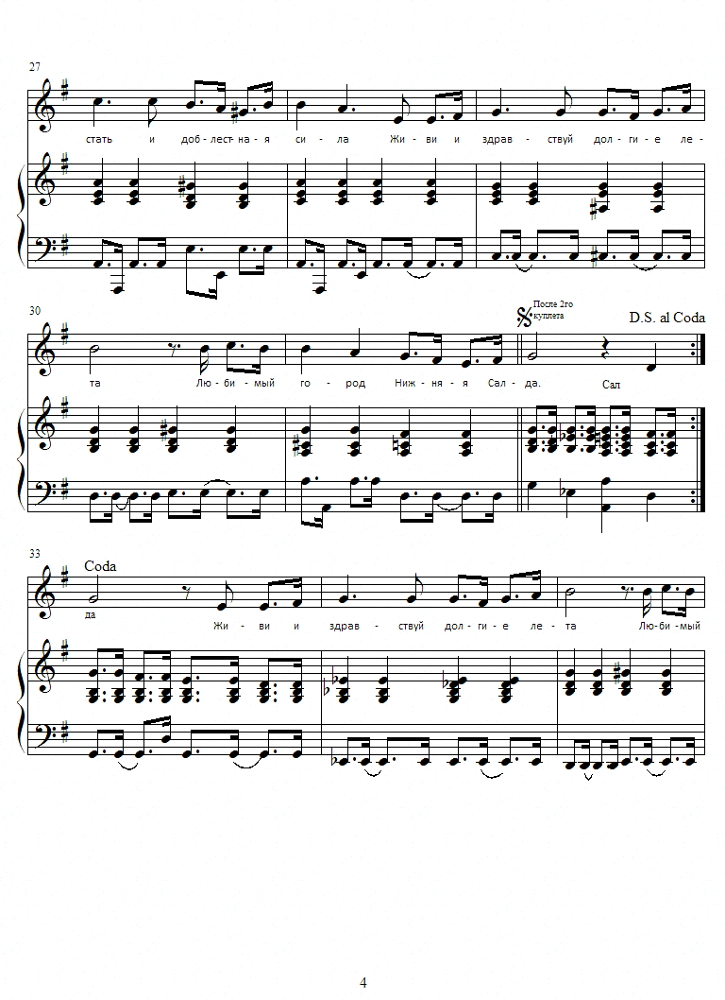 27
стать и доб - лест - на - я си - ла Жи - ви и здрав - ствуй дол - ги - е ле -
30
После 2го
куплета
D.S. al Coda
та Лю - би - мый го - род Ниж - ня - я Сал - да. Сал
33
Coda
да
Жи - ви и здрав - ствуй дол - ги - е ле - та Лю-би-мый
4